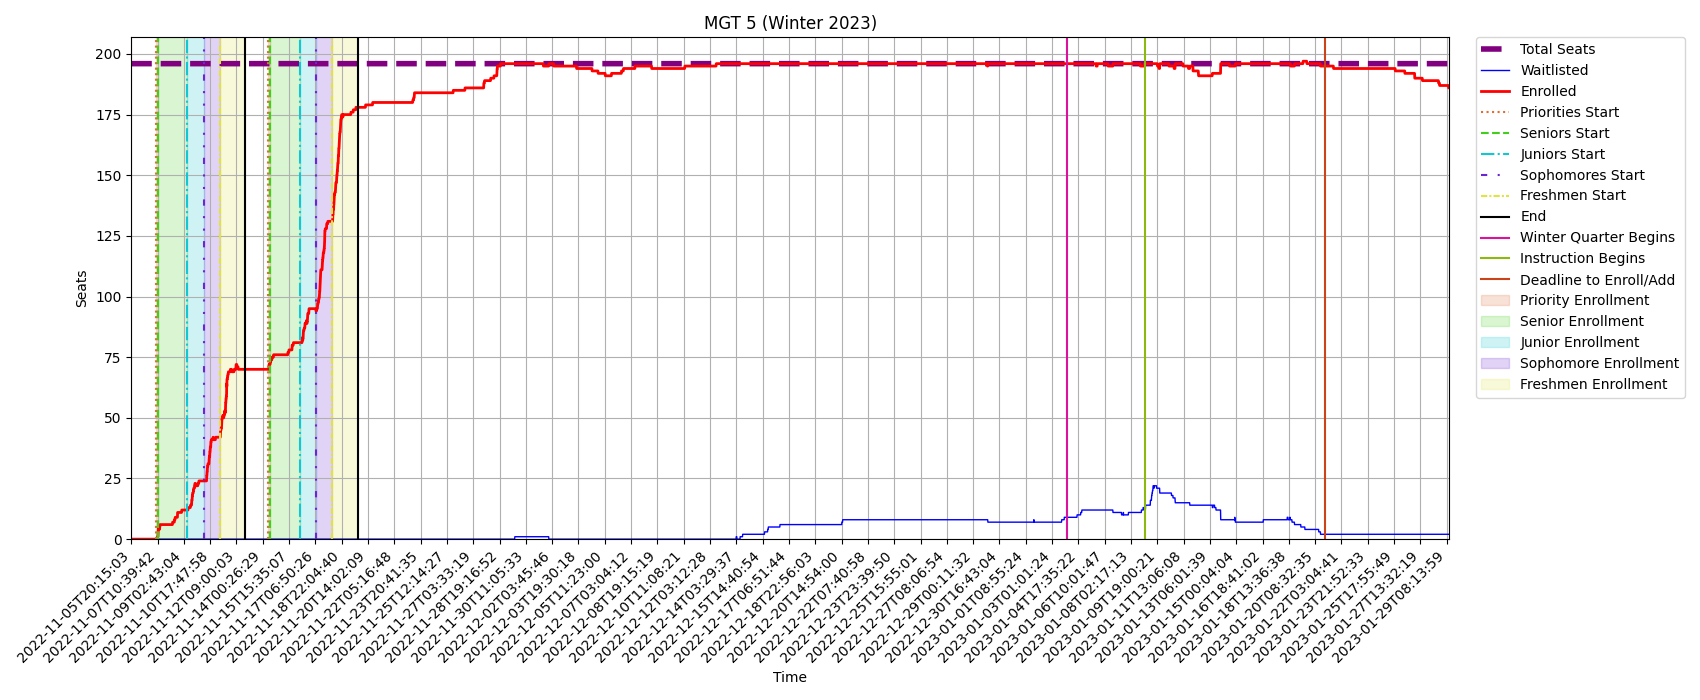 MGT 5 (Winter 2023)
200
175
150
125
100
75
50
25
0
Seats
2022-11-05T20:15:03
2022-11-07T10:39:42
2022-11-09T02:43:04
2022-11-10T17:47:58
2022-11-12T09:00:03
2022-11-14T00:26:29
2022-11-15T15:35:07
2022-11-17T06:50:26
2022-11-18T22:04:40
2022-11-20T14:02:09
2022-11-22T05:16:48
2022-11-23T20:41:35
2022-11-25T12:14:27
2022-11-27T03:33:19
2022-11-28T19:16:52
2022-11-30T11:05:33
2022-12-02T03:45:46
2022-12-03T19:30:18
2022-12-05T11:23:00
2022-12-07T03:04:12
2022-12-08T19:15:19
2022-12-10T11:08:21
2022-12-12T03:12:28
2022-12-14T03:29:37
2022-12-15T14:40:54
2022-12-17T06:51:44
2022-12-18T22:56:03
2022-12-20T14:54:00
2022-12-22T07:40:58
2022-12-23T23:39:50
2022-12-25T15:55:01
2022-12-27T08:06:54
2022-12-29T00:11:32
2022-12-30T16:43:04
2023-01-01T08:55:24
2023-01-03T01:01:24
2023-01-04T17:35:22
2023-01-06T10:01:47
2023-01-08T02:17:13
2023-01-09T19:00:21
2023-01-11T13:06:08
2023-01-13T06:01:39
2023-01-15T00:04:04
2023-01-16T18:41:02
2023-01-18T13:36:38
2023-01-20T08:32:35
2023-01-22T03:04:41
2023-01-23T21:52:33
2023-01-25T17:55:49
2023-01-27T13:32:19
2023-01-29T08:13:59
Time
Total Seats
Waitlisted
Enrolled
Priorities Start
Seniors Start
Juniors Start
Sophomores Start
Freshmen Start
End
Winter Quarter Begins
Instruction Begins
Deadline to Enroll/Add
Priority Enrollment
Senior Enrollment
Junior Enrollment
Sophomore Enrollment
Freshmen Enrollment